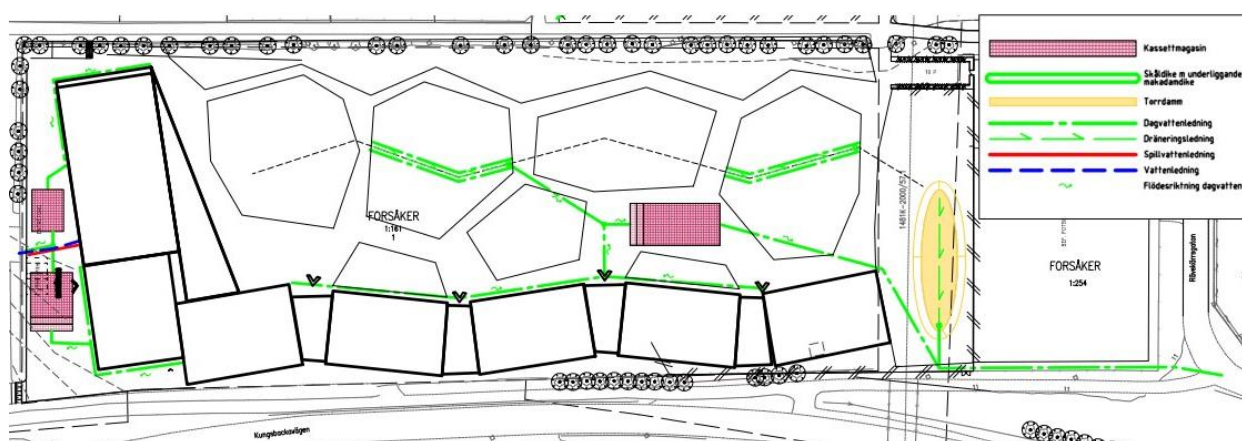 Kassettmagasin
Skåldike m underliggande
makadamdike
Torrdamm
Dagvattenledning
Dräneringsledning
Spillvattenledning
Vattenledning
Flödesriktning dagvatten
FORSÅKER
1:161
1
FORSÅKER
1:254
Kungsbackavägen